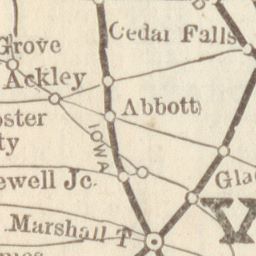 Cedar Falls
Grove
Ackley
Abbott
oster
ty
IOWA
ewell Jc.
Gla
Marshall T